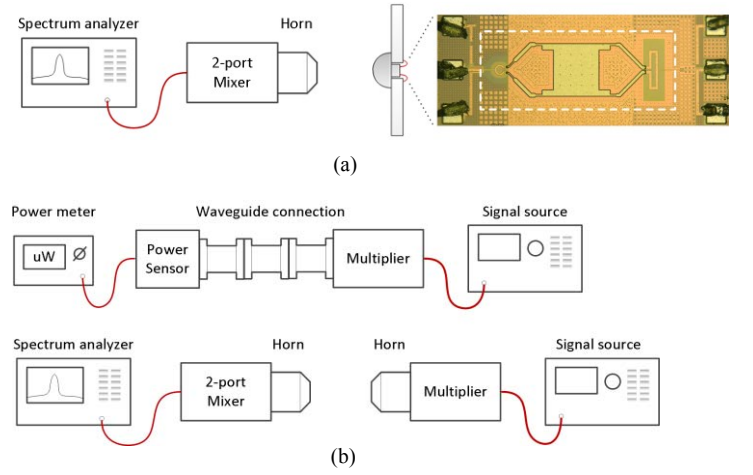 Spectrum analyzer
Horn
2-port
Mixer
(a)
Power meter
Waveguide connection
Signal source
uW
Power
Sensor
Multiplier
Spectrum analyzer
Horn
Horn
Signal source
2-port
Mixer
Multiplier
(b)